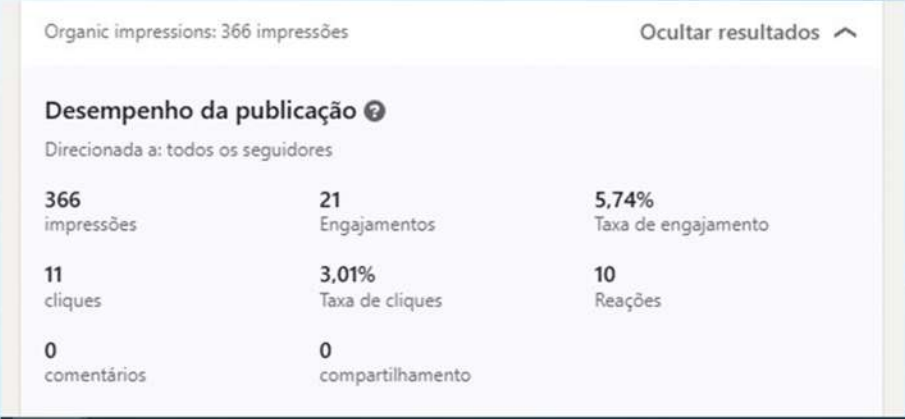 Organic impressions: 366 impressões
Ocultar resultados
Desempenho da publicação
Direcionada a: todos os seguidores
366
impressões
21
Engajamentos
5,74%
Taxa de engajamento
11
cliques
3,01%
Taxa de cliques
10
Reações
0
comentários
0
compartilhamento